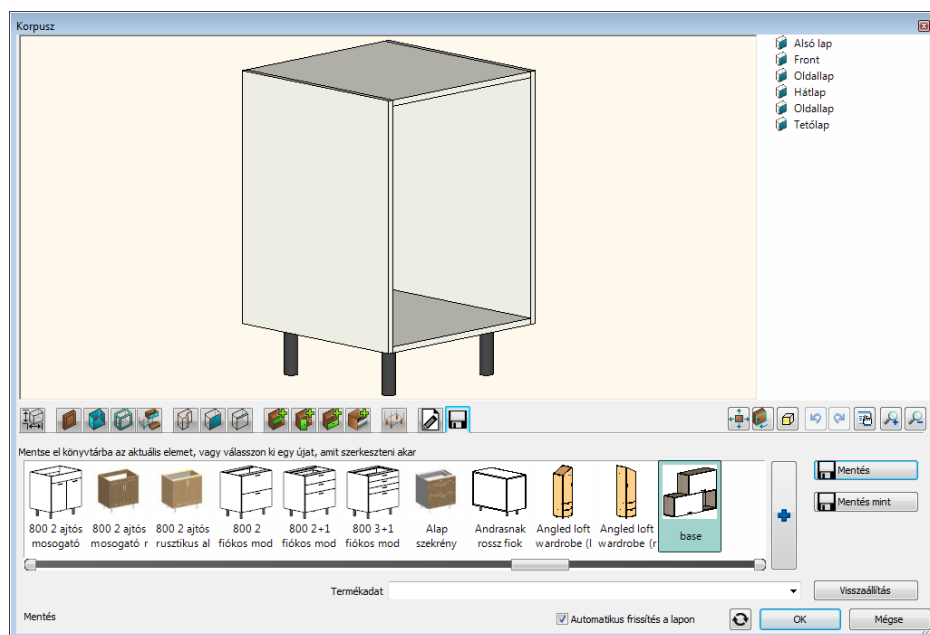 Korpusz
Alsó lap
Front
Oldallap
Hátlap
Oldallap
Tetőlap
Mentse el könyvtárba az aktuális elemet, vagy válasszon ki egy újat, amit szerkeszteni akar
800 2 ajtós mosogató
800 2 ajtós mosogató r
800 2 ajtós rusztikus al
800 2 fiókos mod
800 2+1 fiókos mod
800 3+1 fiókos mod
Alap szekrény
Andrasnak rossz fiok
Angled loft wardrobe (l
Angled loft wardrobe (r
base
Mentés
Mentés mint
Termékadat
Visszaállítás
Mentés
Automatikus frissítés a lapon
OK
Mégse